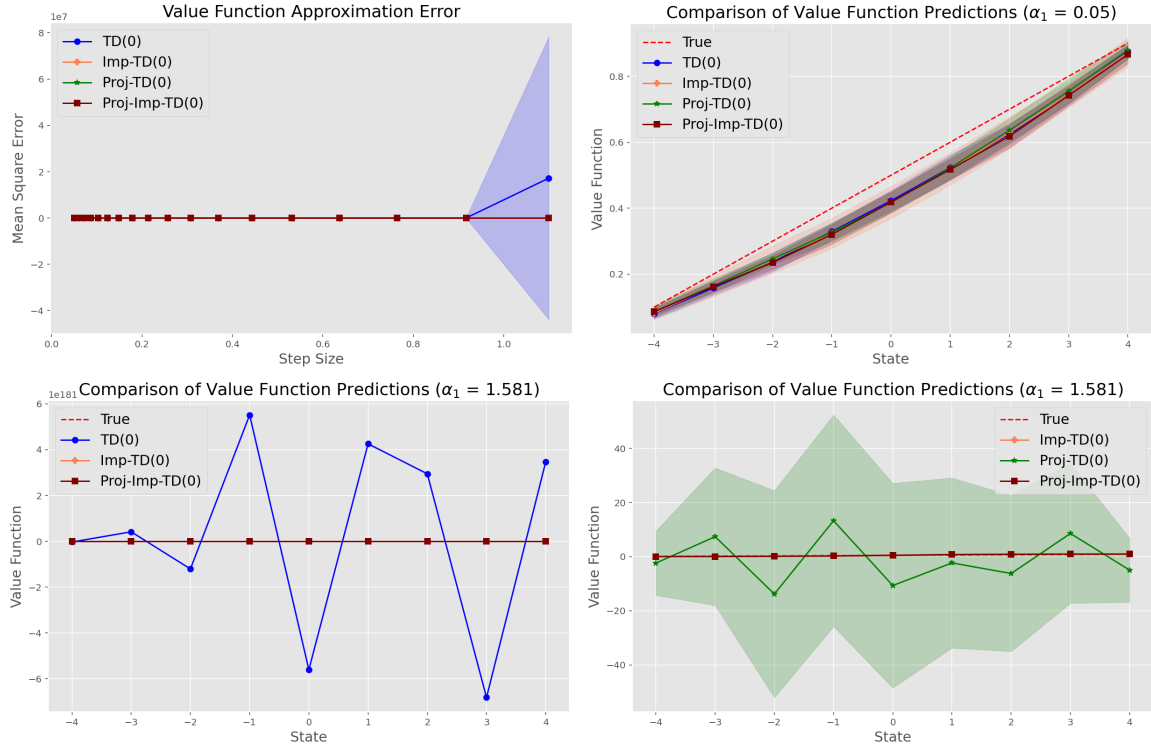 Value Function Approximation Error
1e7
8
6
4
2
0
−2
−4
Mean Square Error
TD(0)
Imp-TD(0)
Proj-TD(0)
Proj-Imp-TD(0)
0.0 0.2 0.4 0.6 0.8 1.0
Step Size
Comparison of Value Function Predictions (α₁ = 0.05)
0.8
0.6
0.4
0.2
Value Function
True
TD(0)
Imp-TD(0)
Proj-TD(0)
Proj-Imp-TD(0)
−4 −3 −2 −1 0 1 2 3 4
State
Comparison of Value Function Predictions (α₁ = 1.581)
1e181
6
4
2
0
−2
−4
−6
Value Function
True
TD(0)
Imp-TD(0)
Proj-Imp-TD(0)
−4 −3 −2 −1 0 1 2 3 4
State
Comparison of Value Function Predictions (α₁ = 1.581)
40
20
0
−20
−40
Value Function
True
Imp-TD(0)
Proj-TD(0)
Proj-Imp-TD(0)
−4 −3 −2 −1 0 1 2 3 4
State